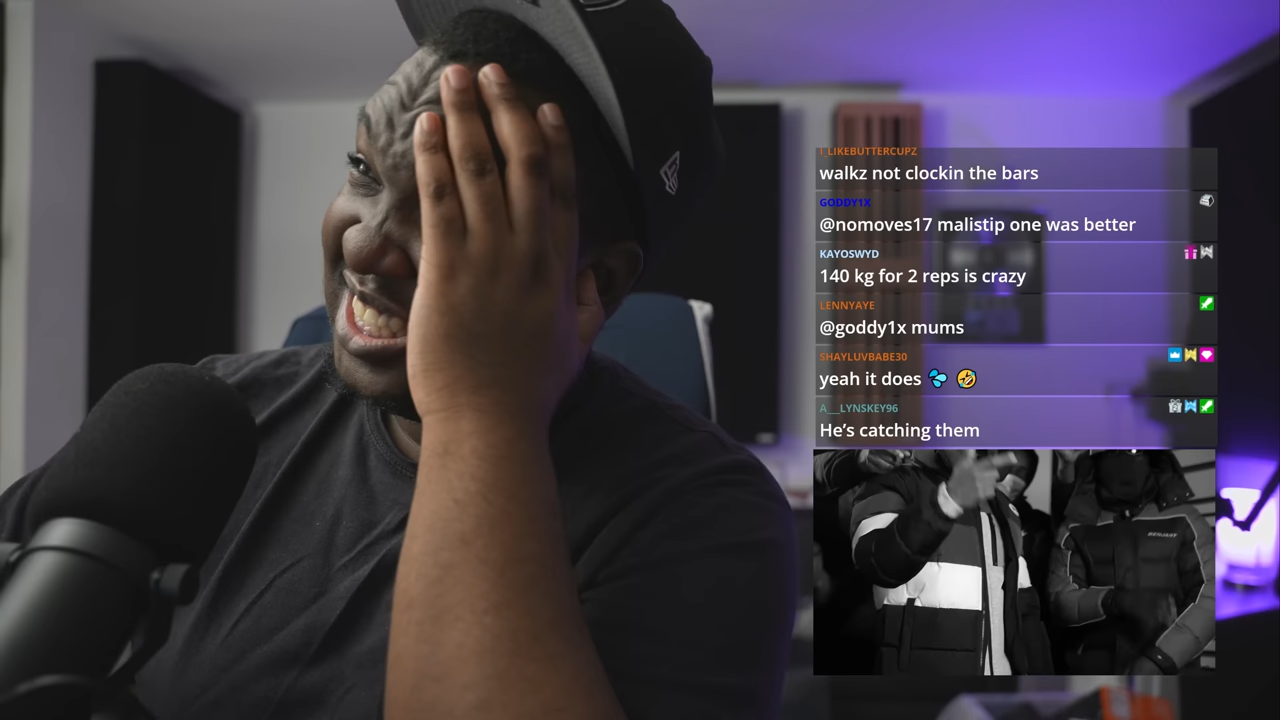 I_LIKEBUTTERCUPZ
walkz not clockin the bars
GODDY1X
@nomoves17 malistip one was better
KAYOSWYD
140 kg for 2 reps is crazy
LENNYAYE
@goddy1x mums
SHAYLUVBABE30
yeah it does 💦 🤣
A__LYNSKEY96
He’s catching them
BENJART